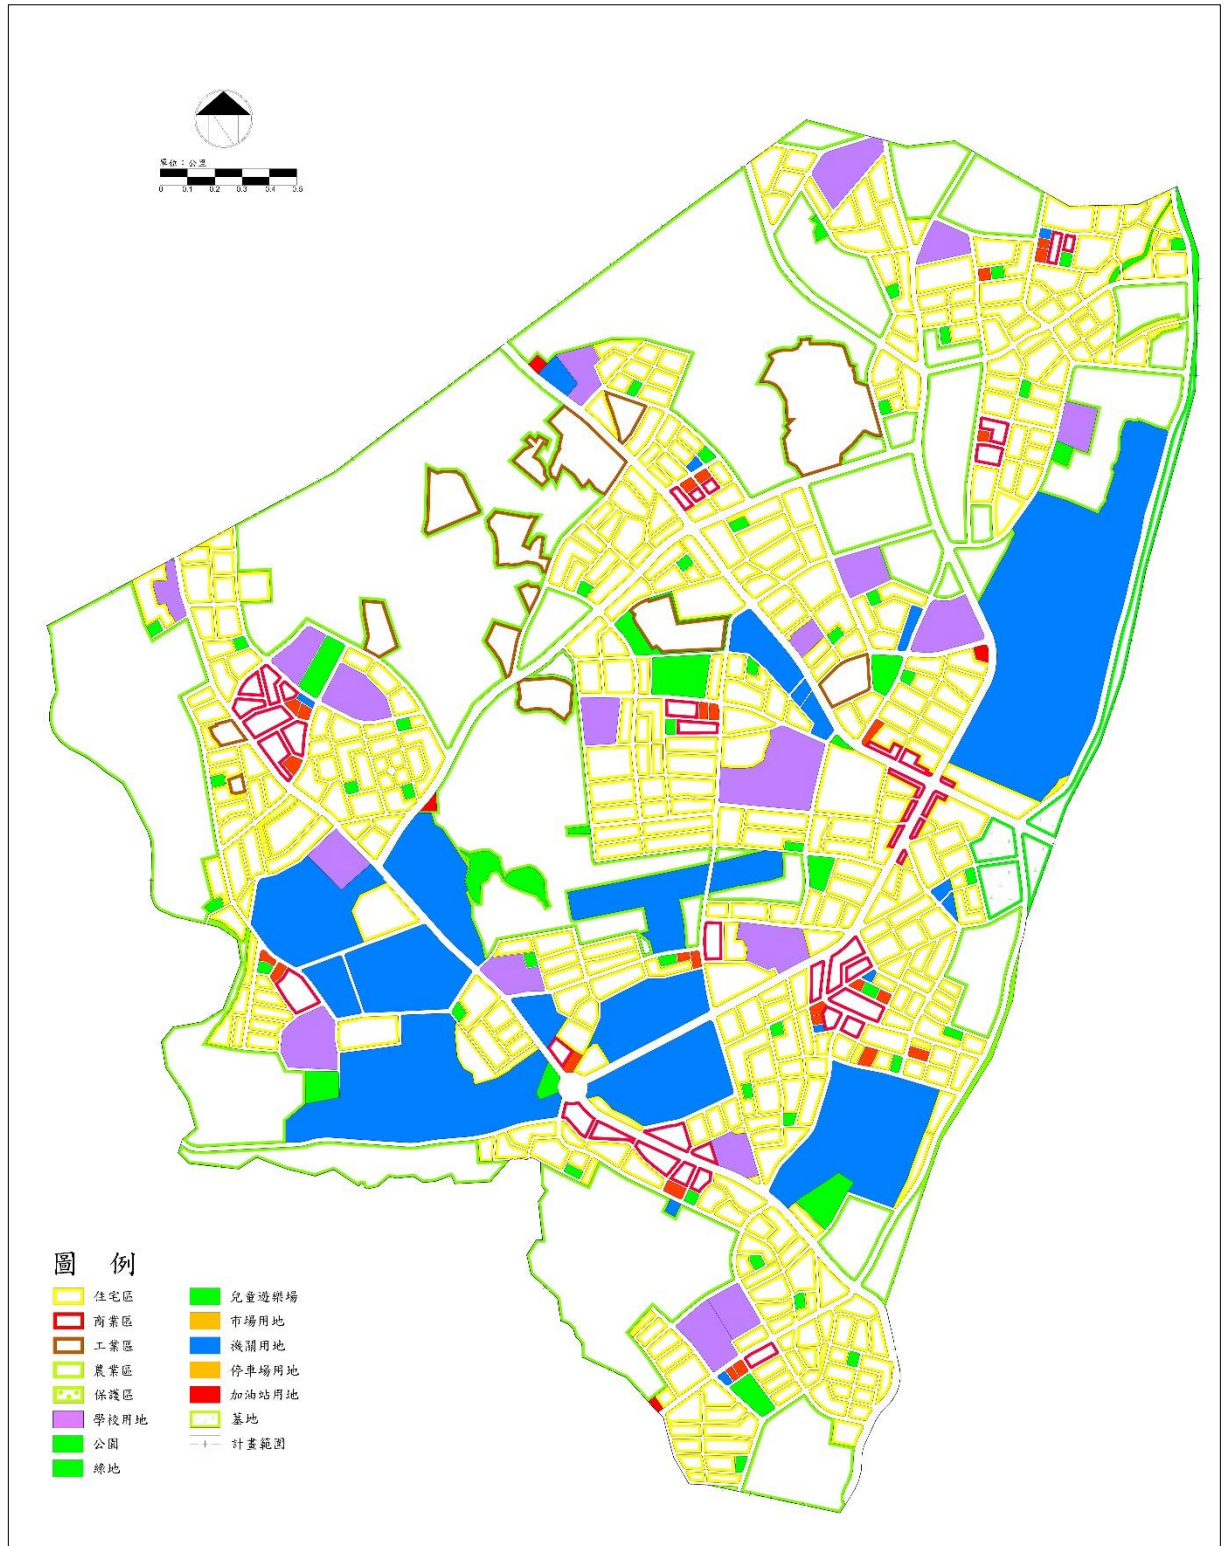 單位：公里
0 0.1 0.2 0.3 0.4 0.5
圖 例
住宅區
商業區
工業區
農業區
保護區
學校用地
公園
綠地
兒童遊樂場
市場用地
機關用地
停車場用地
加油站用地
墓地
計畫範圍